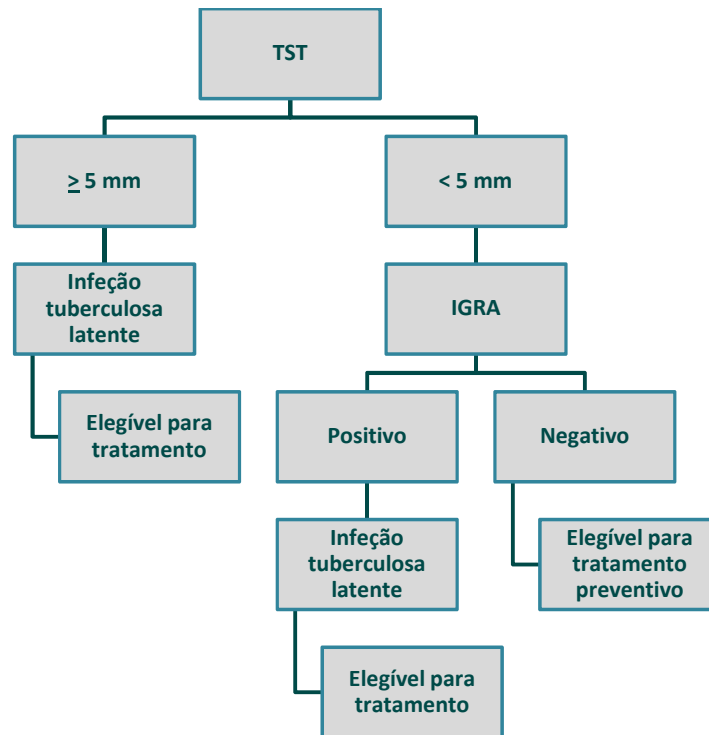 TST
≥ 5 mm
< 5 mm
Infeção
tuberculosa
latente
IGRA
Elegível para
tratamento
Positivo
Negativo
Infeção
tuberculosa
latente
Elegível para
tratamento
preventivo
Elegível para
tratamento